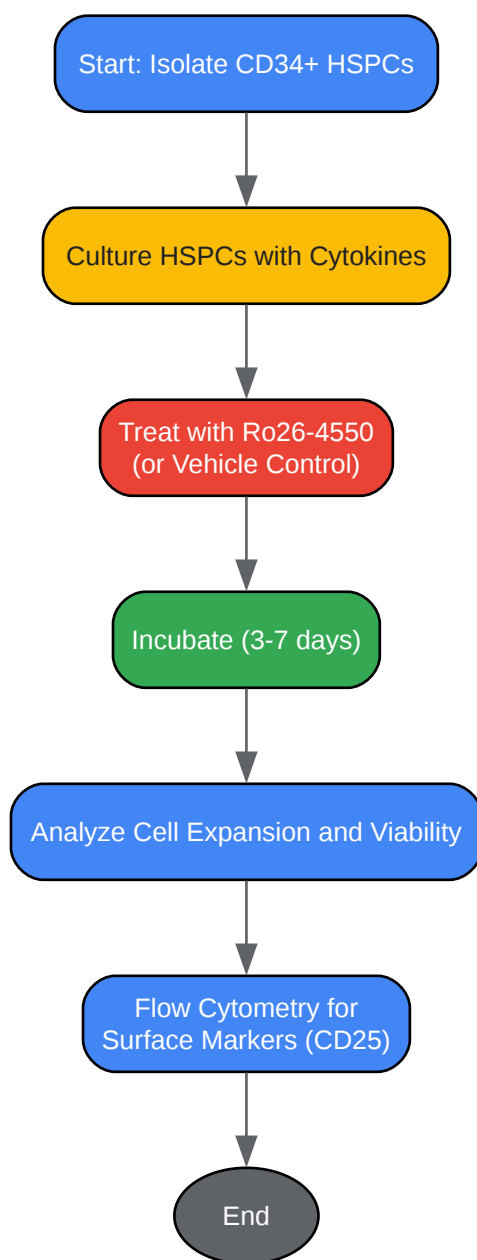 Start: Isolate CD34+ HSPCs
Culture HSPCs with Cytokines
Treat with Ro26-4550
(or Vehicle Control)
Incubate (3-7 days)
Analyze Cell Expansion and Viability
Flow Cytometry for
Surface Markers (CD25)
End